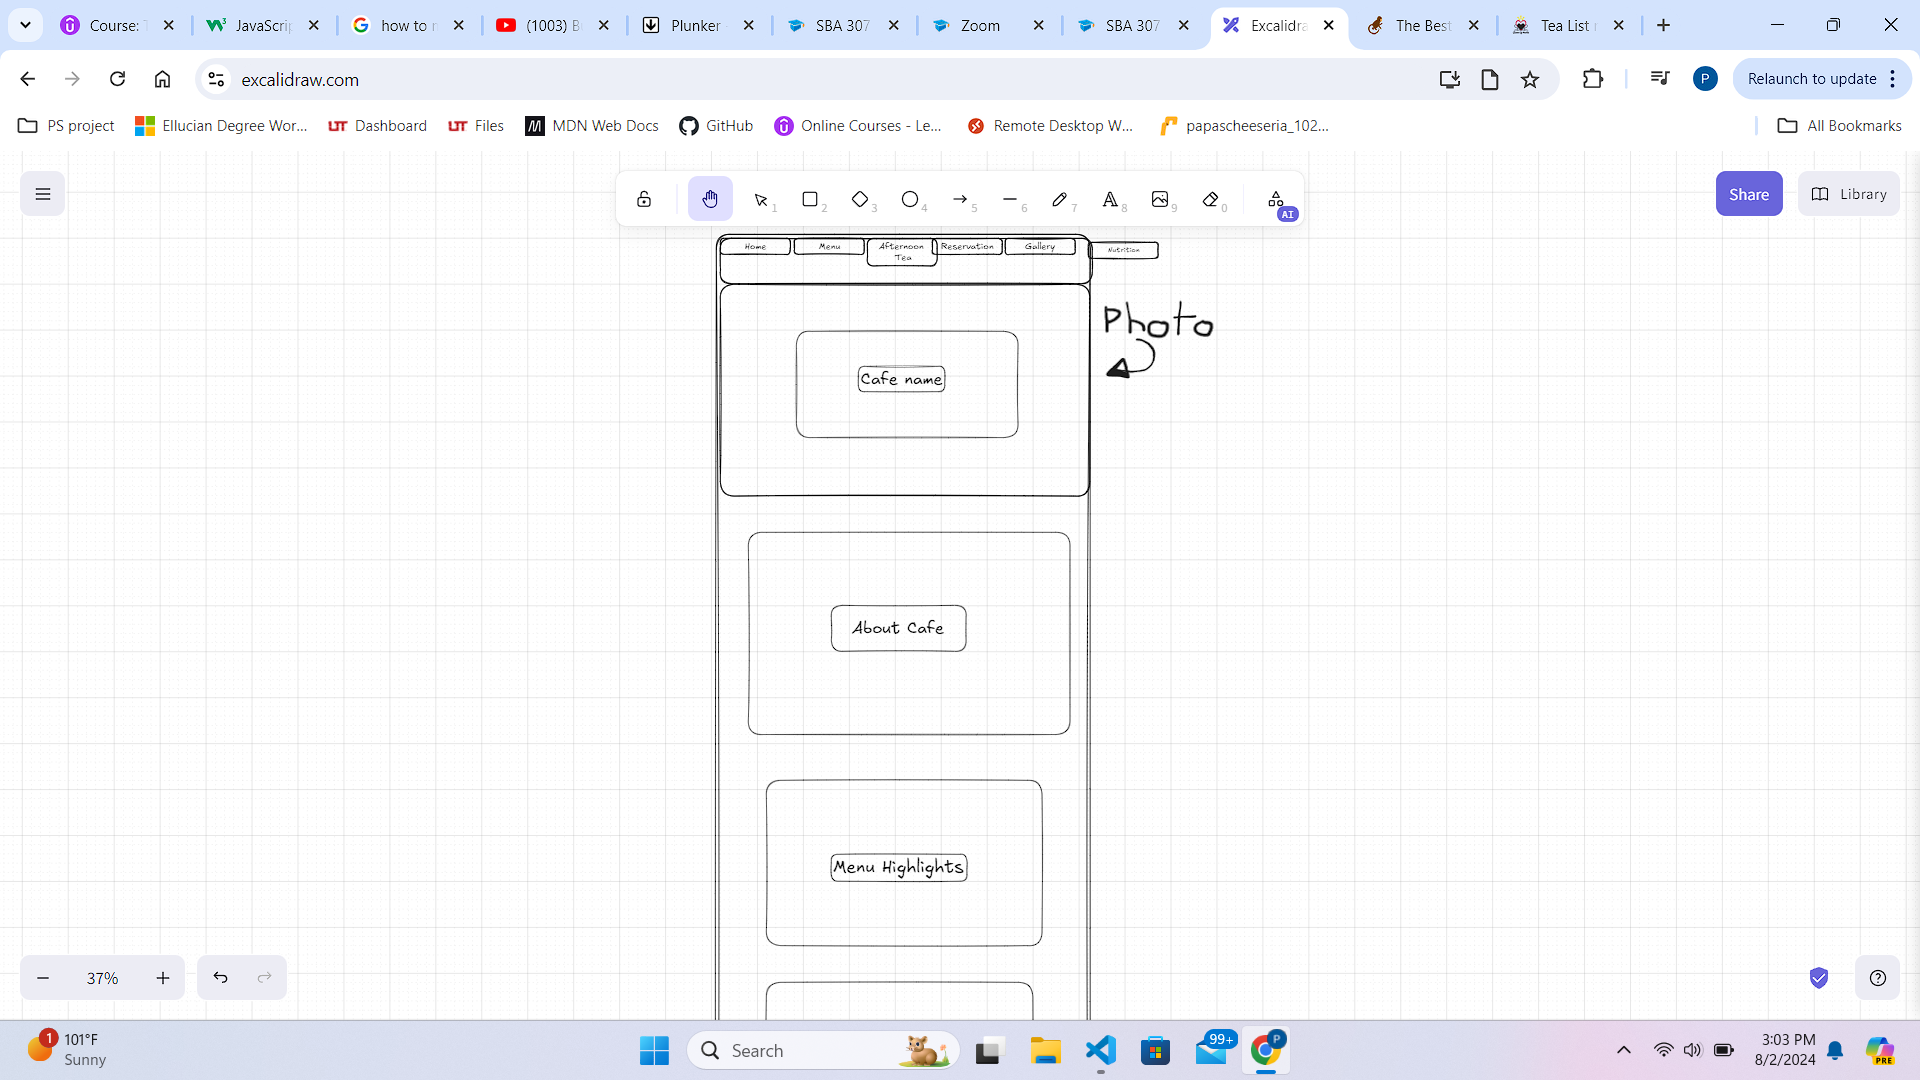 Course: T
JavaScrip
how to r
(1003) B
Plunker
SBA 307
Zoom
SBA 307
Excalidra
The Best
Tea List
excalidraw.com
Relaunch to update
P
PS project
Ellucian Degree Wor...
Dashboard
Files
MDN Web Docs
GitHub
Online Courses - Le...
Remote Desktop W...
papascheeseria_102...
All Bookmarks
1
2
3
4
5
6
7
8
9
0
AI
Share
Library
Home
Menu
Afternoon
Tea
Reservation
Gallery
Nutrition
Photo
Cafe name
About Cafe
Menu Highlights
37%
1
101°F
Sunny
Search
99+
P
3:03 PM
8/2/2024
PRE